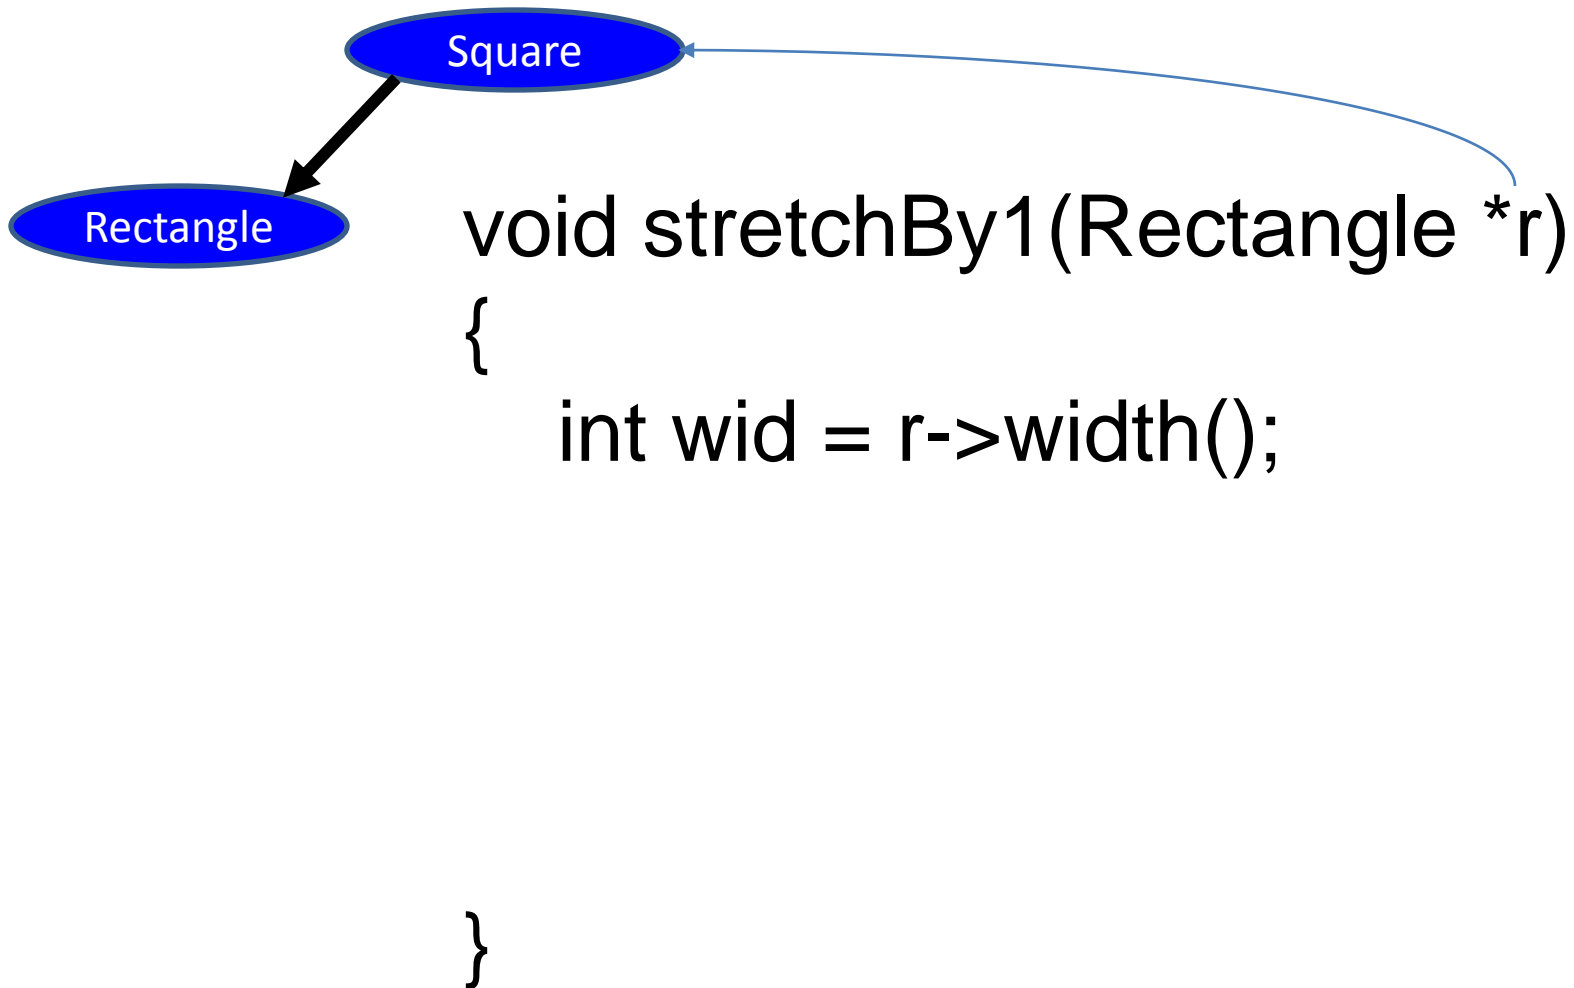 Square
Rectangle
void stretchBy1(Rectangle *r)
{
int wid = r->width();
}